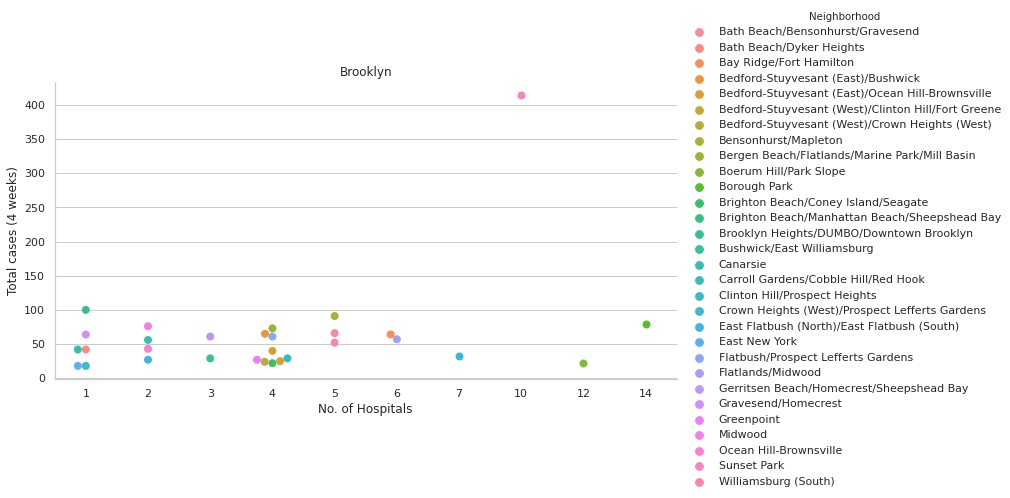 Brooklyn
Total cases (4 weeks)
400
350
300
250
200
150
100
50
0
1 2 3 4 5 6 7 10 12 14
No. of Hospitals
Neighborhood
Bath Beach/Bensonhurst/Gravesend
Bath Beach/Dyker Heights
Bay Ridge/Fort Hamilton
Bedford-Stuyvesant (East)/Bushwick
Bedford-Stuyvesant (East)/Ocean Hill-Brownsville
Bedford-Stuyvesant (West)/Clinton Hill/Fort Greene
Bedford-Stuyvesant (West)/Crown Heights (West)
Bensonhurst/Mapleton
Bergen Beach/Flatlands/Marine Park/Mill Basin
Boerum Hill/Park Slope
Borough Park
Brighton Beach/Coney Island/Seagate
Brighton Beach/Manhattan Beach/Sheepshead Bay
Brooklyn Heights/DUMBO/Downtown Brooklyn
Bushwick/East Williamsburg
Canarsie
Carroll Gardens/Cobble Hill/Red Hook
Clinton Hill/Prospect Heights
Crown Heights (West)/Prospect Lefferts Gardens
East Flatbush (North)/East Flatbush (South)
East New York
Flatbush/Prospect Lefferts Gardens
Flatlands/Midwood
Gerritsen Beach/Homecrest/Sheepshead Bay
Gravesend/Homecrest
Greenpoint
Midwood
Ocean Hill-Brownsville
Sunset Park
Williamsburg (South)